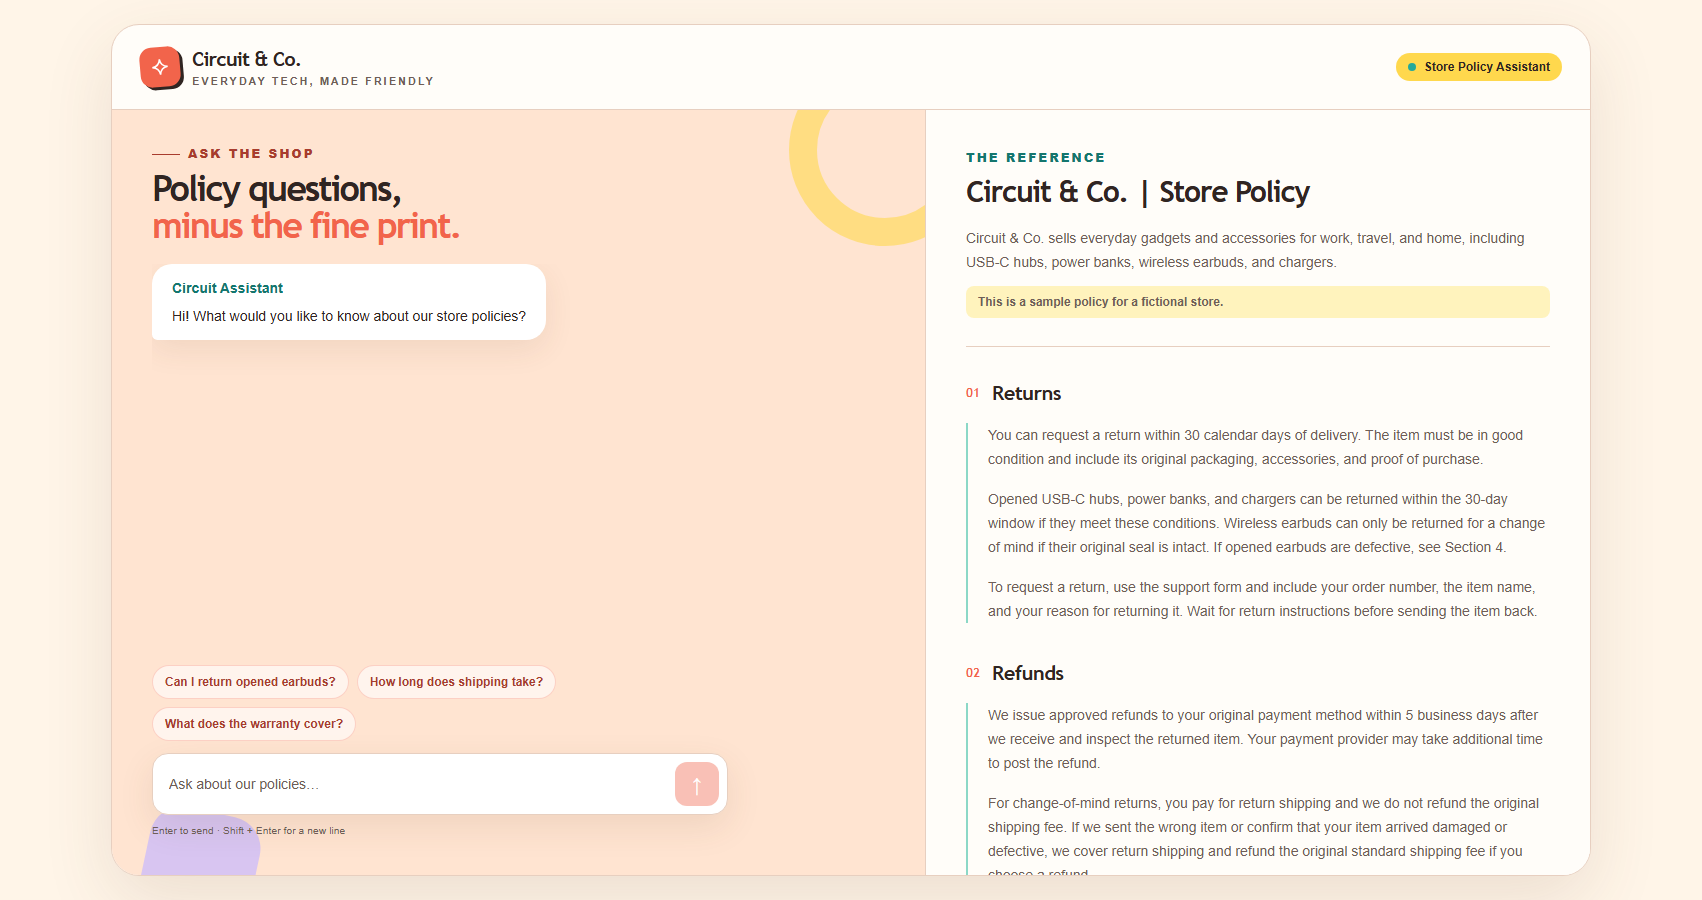 Circuit & Co.
EVERYDAY TECH, MADE FRIENDLY
Store Policy Assistant
ASK THE SHOP
Policy questions,
minus the fine print.
Circuit Assistant
Hi! What would you like to know about our store policies?
Can I return opened earbuds?
How long does shipping take?
What does the warranty cover?
Ask about our policies…
↑
Enter to send · Shift + Enter for a new line
THE REFERENCE
Circuit & Co. | Store Policy
Circuit & Co. sells everyday gadgets and accessories for work, travel, and home, including
USB-C hubs, power banks, wireless earbuds, and chargers.
This is a sample policy for a fictional store.
01 Returns
You can request a return within 30 calendar days of delivery. The item must be in good
condition and include its original packaging, accessories, and proof of purchase.
Opened USB-C hubs, power banks, and chargers can be returned within the 30-day
window if they meet these conditions. Wireless earbuds can only be returned for a change
of mind if their original seal is intact. If opened earbuds are defective, see Section 4.
To request a return, use the support form and include your order number, the item name,
and your reason for returning it. Wait for return instructions before sending the item back.
02 Refunds
We issue approved refunds to your original payment method within 5 business days after
we receive and inspect the returned item. Your payment provider may take additional time
to post the refund.
For change-of-mind returns, you pay for return shipping and we do not refund the original
shipping fee. If we sent the wrong item or confirm that your item arrived damaged or
defective, we cover return shipping and refund the original standard shipping fee if you
choose a refund.